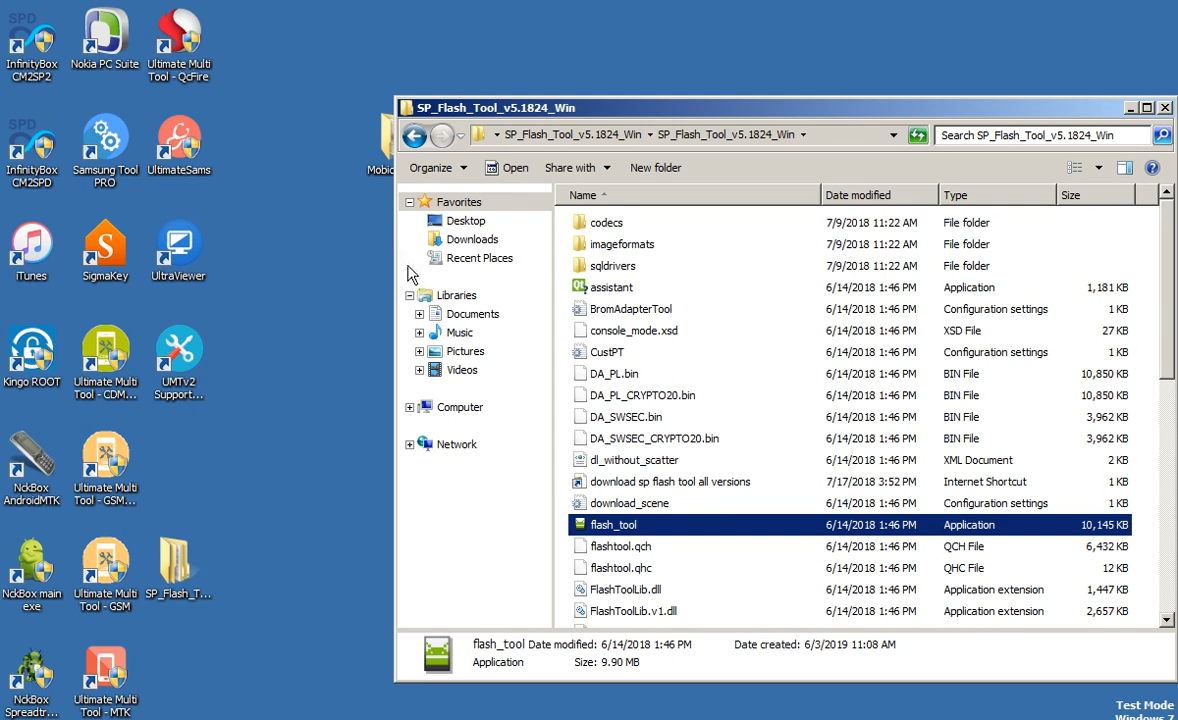 SPD
InfinityBox
CM2SP2
Nokia PC Suite
Ultimate Multi
Tool - QcFire
SPD
InfinityBox
CM2SPD
Samsung Tool
PRO
UltimateSams
iTunes
SigmaKey
UltraViewer
Kingo ROOT
Ultimate Multi
Tool - CDM...
UMTv2
Support...
NckBox
AndroidMTK
Ultimate Multi
Tool - GSM...
NckBox main
exe
Ultimate Multi
Tool - GSM
SP_Flash_T...
NckBox
Spreadtr...
Ultimate Multi
Tool - MTK
Mobic
SP_Flash_Tool_v5.1824_Win
SP_Flash_Tool_v5.1824_Win SP_Flash_Tool_v5.1824_Win
Search SP_Flash_Tool_v5.1824_Win
Organize Open Share with New folder
Favorites
Desktop
Downloads
Recent Places
Libraries
Documents
Music
Pictures
Videos
Computer
Network
Name Date modified Type Size
codecs 7/9/2018 11:22 AM File folder
imageformats 7/9/2018 11:22 AM File folder
sqldrivers 7/9/2018 11:22 AM File folder
assistant 6/14/2018 1:46 PM Application 1,181 KB
BromAdapterTool 6/14/2018 1:46 PM Configuration settings 1 KB
console_mode.xsd 6/14/2018 1:46 PM XSD File 27 KB
CustPT 6/14/2018 1:46 PM Configuration settings 1 KB
DA_PL.bin 6/14/2018 1:46 PM BIN File 10,850 KB
DA_PL_CRYPTO20.bin 6/14/2018 1:46 PM BIN File 10,850 KB
DA_SWSEC.bin 6/14/2018 1:46 PM BIN File 3,962 KB
DA_SWSEC_CRYPTO20.bin 6/14/2018 1:46 PM BIN File 3,962 KB
dl_without_scatter 6/14/2018 1:46 PM XML Document 2 KB
download sp flash tool all versions 7/17/2018 3:52 PM Internet Shortcut 1 KB
download_scene 6/14/2018 1:46 PM Configuration settings 1 KB
flash_tool 6/14/2018 1:46 PM Application 10,145 KB
flashtool.qch 6/14/2018 1:46 PM QCH File 6,432 KB
flashtool.qhc 6/14/2018 1:46 PM QHC File 12 KB
FlashToolLib.dll 6/14/2018 1:46 PM Application extension 1,447 KB
FlashToolLib.v1.dll 6/14/2018 1:46 PM Application extension 2,657 KB
flash_tool Date modified: 6/14/2018 1:46 PM Date created: 6/3/2019 11:08 AM
Application Size: 9.90 MB
Test Mode
Windows 7